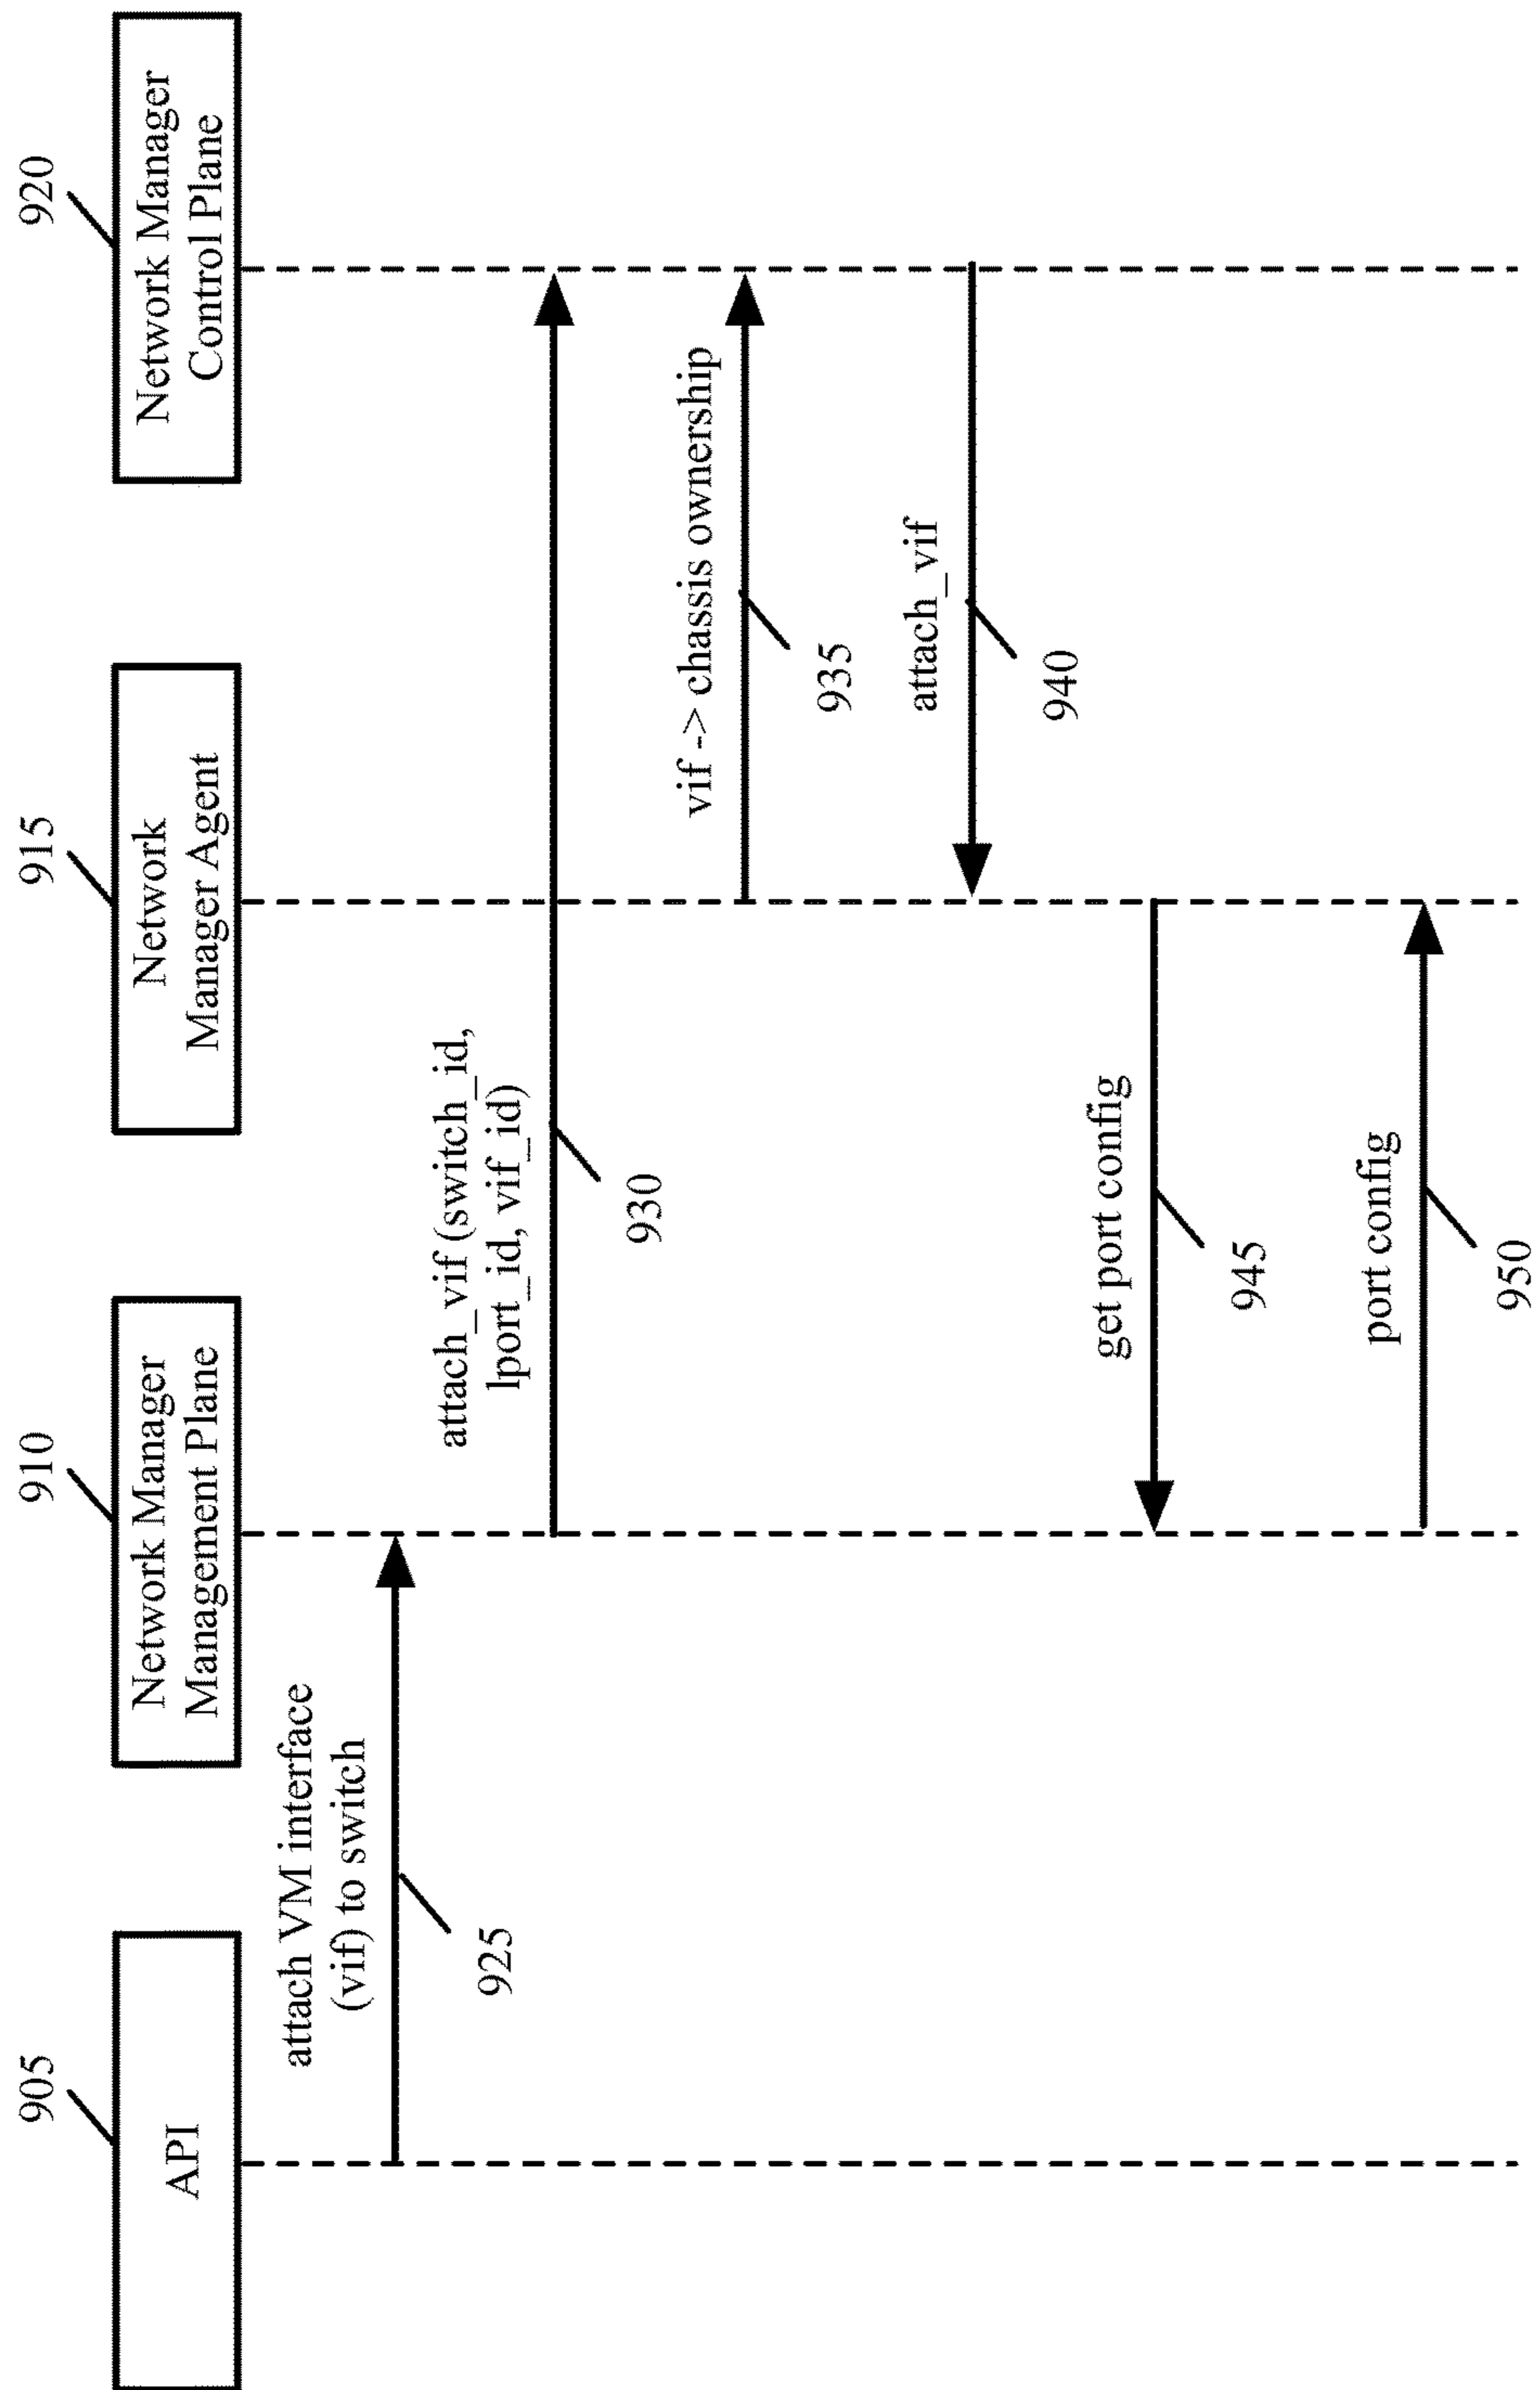 905
910
915
920
API
Network Manager
Management Plane
Network
Manager Agent
Network Manager
Control Plane
attach VM interface
(vif) to switch
925
attach_vif (switch_id,
lport_id, vif_id)
930
vif -> chassis ownership
935
attach_vif
940
get port config
945
port config
950